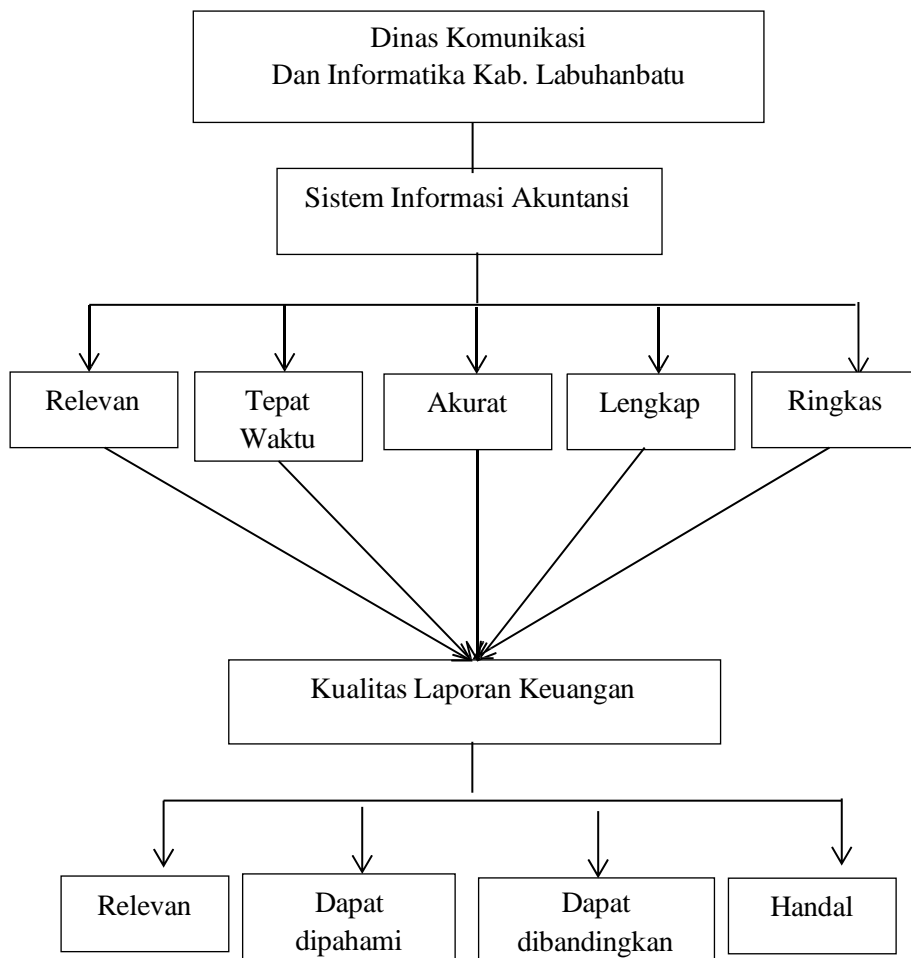 Dinas Komunikasi
Dan Informatika Kab. Labuhanbatu
Sistem Informasi Akuntansi
Relevan
Tepat
Waktu
Akurat
Lengkap
Ringkas
Kualitas Laporan Keuangan
Relevan
Dapat
dipahami
Dapat
dibandingkan
Handal